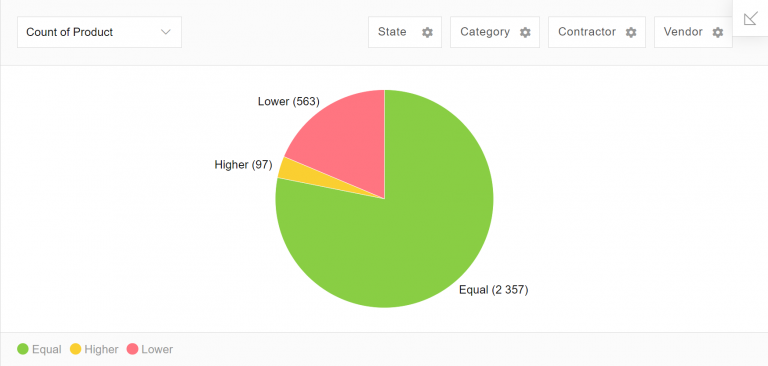 Count of Product
State
Category
Contractor
Vendor
Lower (563)
Higher (97)
Equal (2 357)
Equal
Higher
Lower